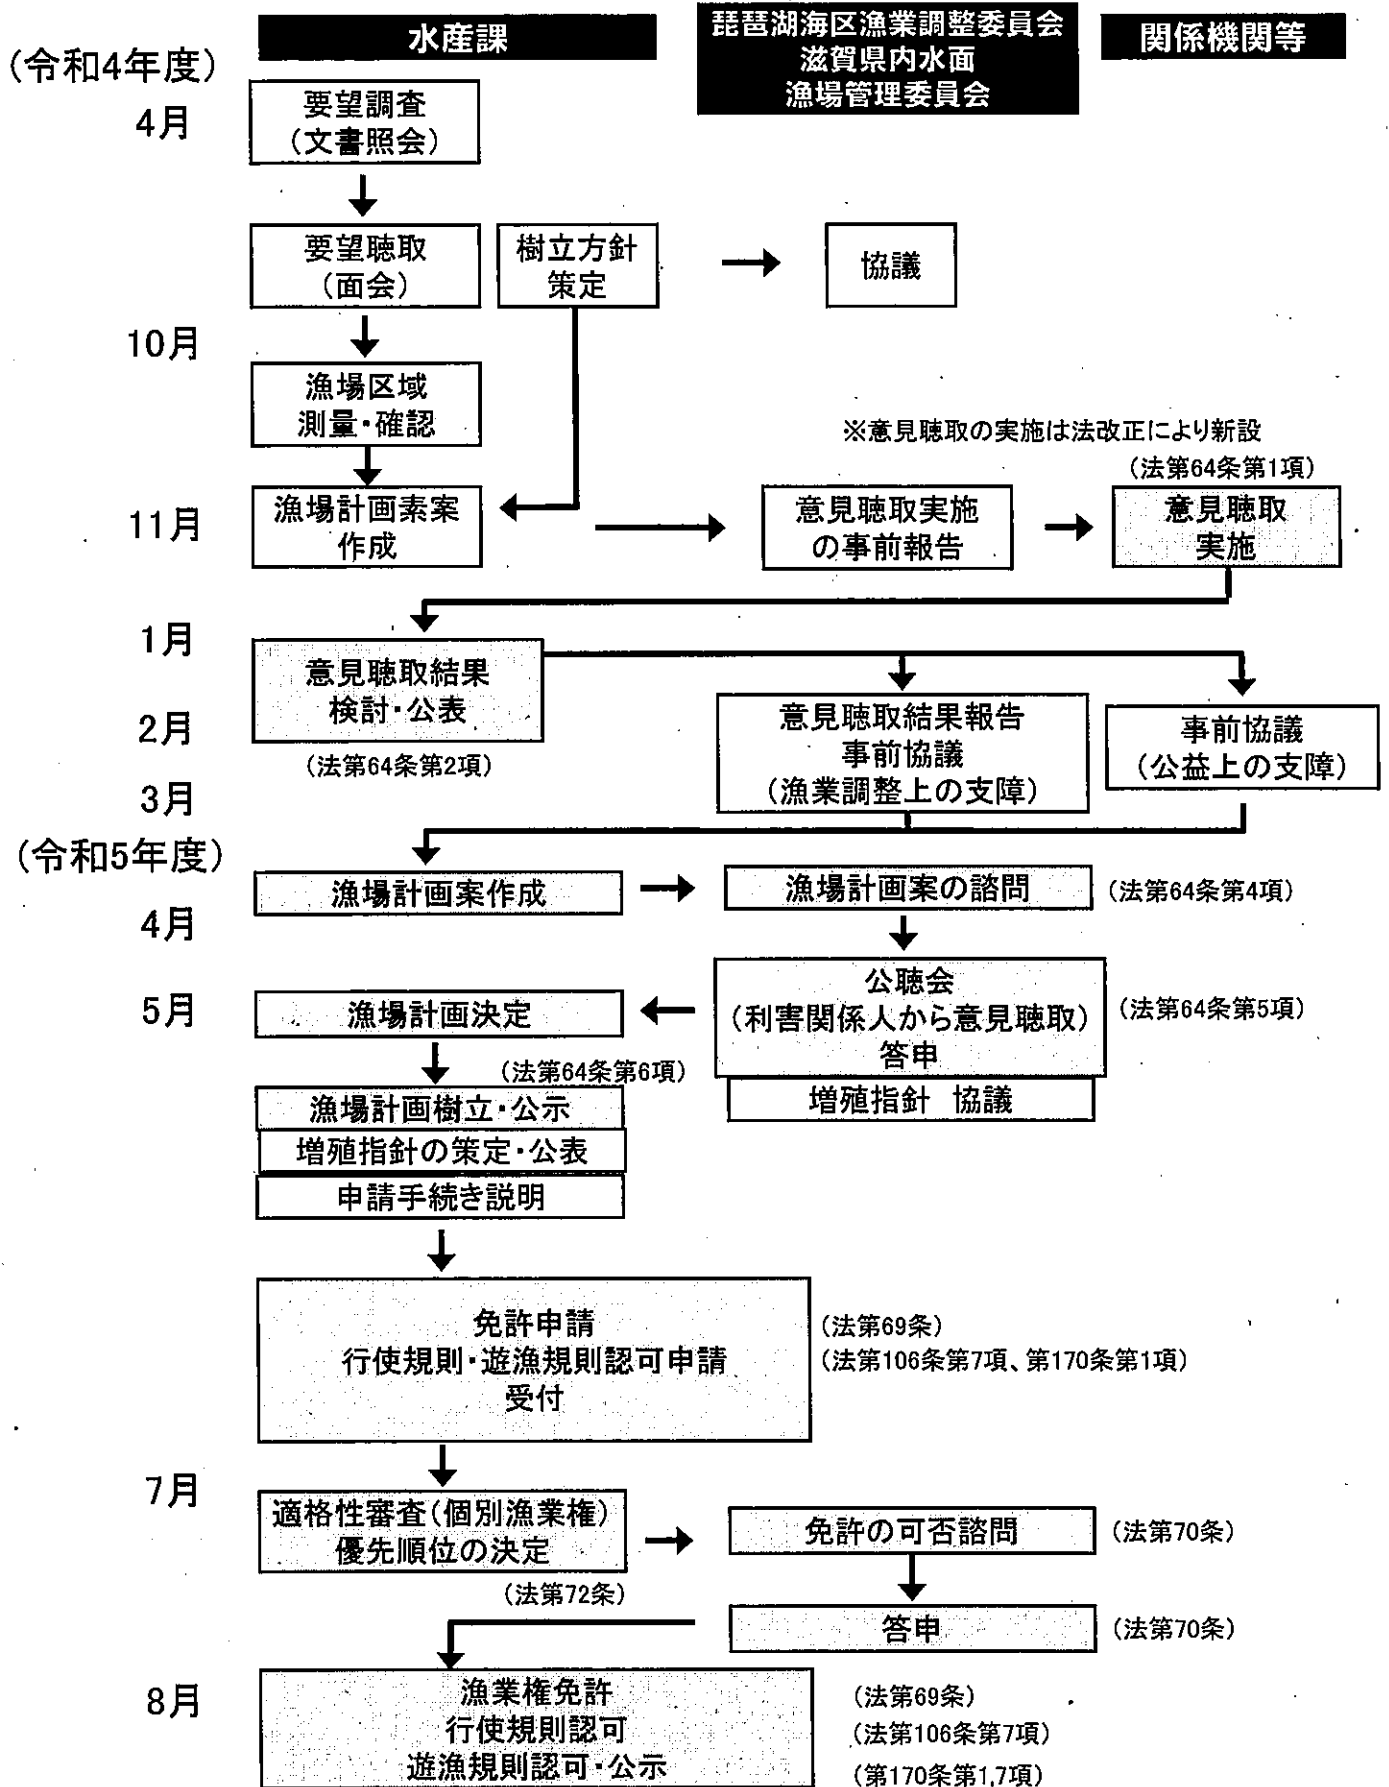 水産課
琵琶湖海区漁業調整委員会
滋賀県内水面
漁場管理委員会
関係機関等
(令和4年度)
4月
要望調査
(文書照会)
要望聴取
(面会)
樹立方針
策定
協議
10月
漁場区域
測量・確認
※意見聴取の実施は法改正により新設
(法第64条第1項)
11月
漁場計画素案
作成
意見聴取実施
の事前報告
意見聴取
実施
1月
意見聴取結果
検討・公表
(法第64条第2項)
2月
意見聴取結果報告
事前協議
(漁業調整上の支障)
事前協議
(公益上の支障)
3月
(令和5年度)
4月
漁場計画案作成
漁場計画案の諮問
(法第64条第4項)
5月
漁場計画決定
公聴会
(利害関係人から意見聴取)
答申
(法第64条第5項)
増殖指針 協議
(法第64条第6項)
漁場計画樹立・公示
増殖指針の策定・公表
申請手続き説明
免許申請
行使規則・遊漁規則認可申請
受付
(法第69条)
(法第106条第7項、第170条第1項)
7月
適格性審査(個別漁業権)
優先順位の決定
(法第72条)
免許の可否諮問
(法第70条)
答申
(法第70条)
8月
漁業権免許
行使規則認可
遊漁規則認可・公示
(法第69条)
(法第106条第7項)
(第170条第1,7項)